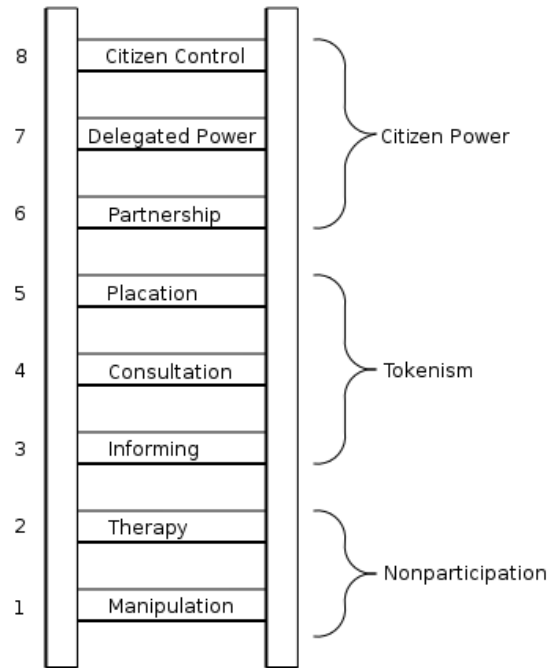 8 Citizen Control
7 Delegated Power
Citizen Power
6 Partnership
5 Placation
4 Consultation
Tokenism
3 Informing
2 Therapy
Nonparticipation
1 Manipulation